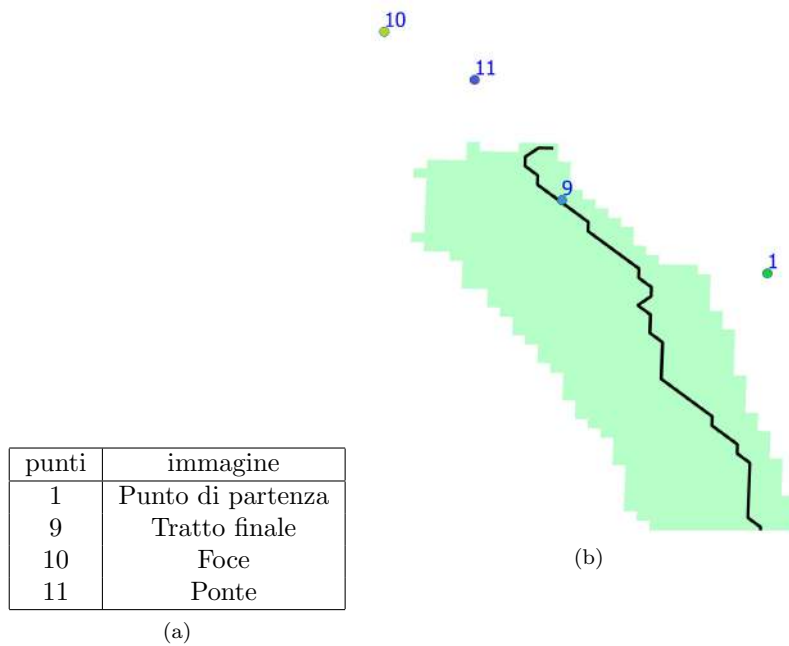 10
11
9
1
punti immagine
1 Punto di partenza
9 Tratto finale
10 Foce
11 Ponte
(a)
(b)